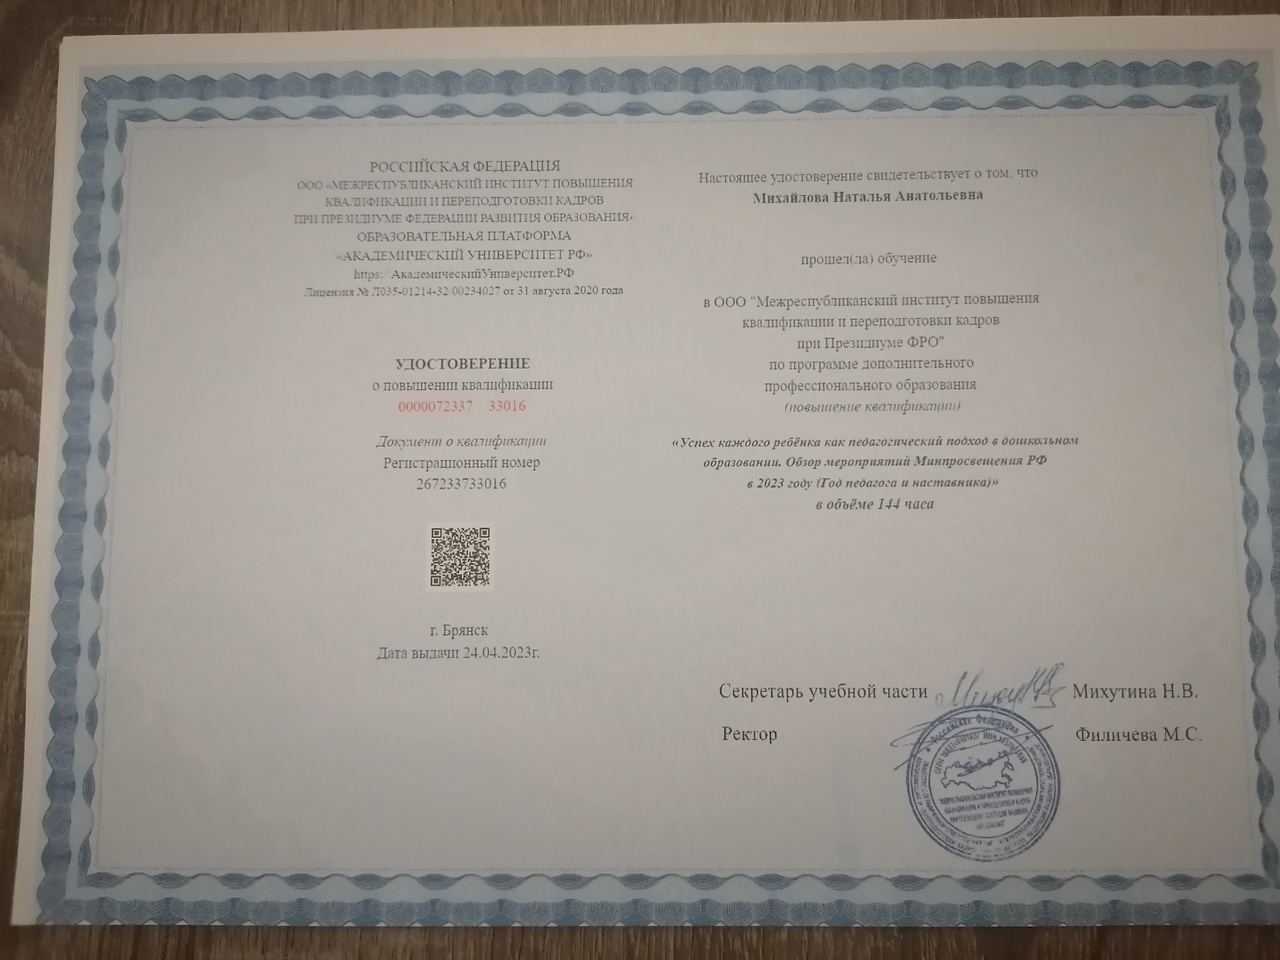 РОССИЙСКАЯ ФЕДЕРАЦИЯ
ООО «МЕЖРЕСПУБЛИКАНСКИЙ ИНСТИТУТ ПОВЫШЕНИЯ
КВАЛИФИКАЦИИ И ПЕРЕПОДГОТОВКИ КАДРОВ
ПРИ ПРЕЗИДИУМЕ ФЕДЕРАЦИИ РАЗВИТИЯ ОБРАЗОВАНИЯ»
ОБРАЗОВАТЕЛЬНАЯ ПЛАТФОРМА
«АКАДЕМИЧЕСКИЙ УНИВЕРСИТЕТ РФ»
https: АкадемическийУниверситет.РФ
Лицензия № Л035-01214-32/00234027 от 31 августа 2020 года
УДОСТОВЕРЕНИЕ
о повышении квалификации
0000072337 33016
Документ о квалификации
Регистрационный номер
267233733016
г. Брянск
Дата выдачи 24.04.2023г.
Настоящее удостоверение свидетельствует о том, что
Михайлова Наталья Анатольевна
прошел(ла) обучение
в ООО "Межреспубликанский институт повышения
квалификации и переподготовки кадров
при Президиуме ФРО"
по программе дополнительного
профессионального образования
(повышение квалификации)
«Успех каждого ребёнка как педагогический подход в дошкольном
образовании. Обзор мероприятий Минпросвещения РФ
в 2023 году (Год педагога и наставника)»
в объёме 144 часа
Секретарь учебной части Михутина Н.В.
Ректор Филичева М.С.
Российская Федерация